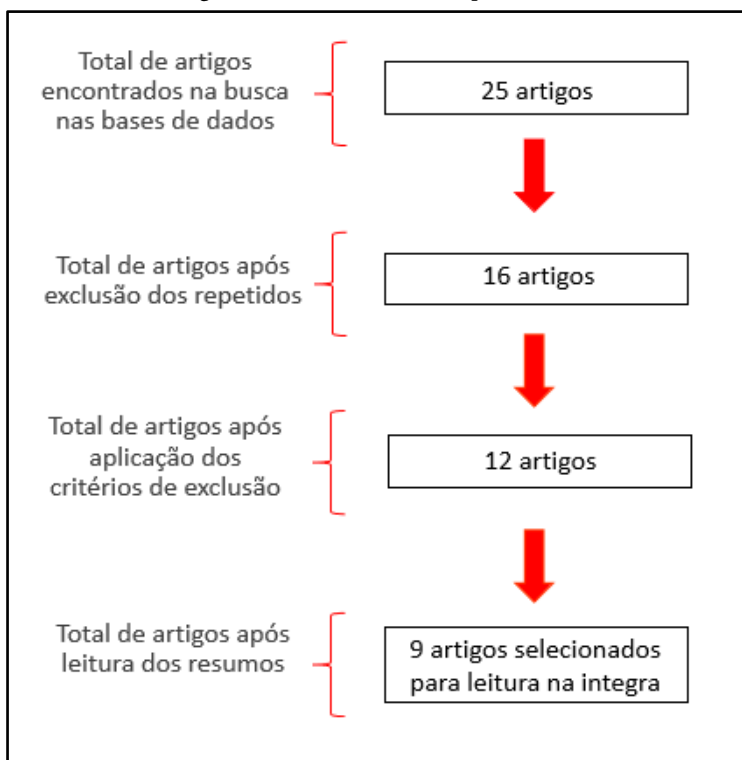 Total de artigos
encontrados na busca
nas bases de dados
25 artigos
Total de artigos após
exclusão dos repetidos
16 artigos
Total de artigos após
aplicação dos
critérios de exclusão
12 artigos
Total de artigos após
leitura dos resumos
9 artigos selecionados
para leitura na integra